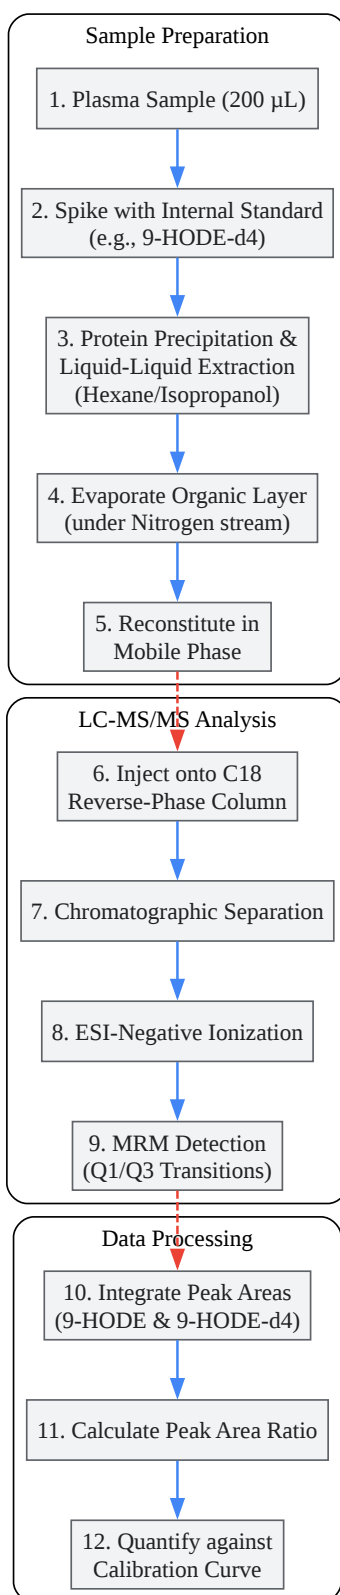 Sample Preparation
1. Plasma Sample (200 µL)
2. Spike with Internal Standard
(e.g., 9-HODE-d4)
3. Protein Precipitation &
Liquid-Liquid Extraction
(Hexane/Isopropanol)
4. Evaporate Organic Layer
(under Nitrogen stream)
5. Reconstitute in
Mobile Phase
LC-MS/MS Analysis
6. Inject onto C18
Reverse-Phase Column
7. Chromatographic Separation
8. ESI-Negative Ionization
9. MRM Detection
(Q1/Q3 Transitions)
Data Processing
10. Integrate Peak Areas
(9-HODE & 9-HODE-d4)
11. Calculate Peak Area Ratio
12. Quantify against
Calibration Curve